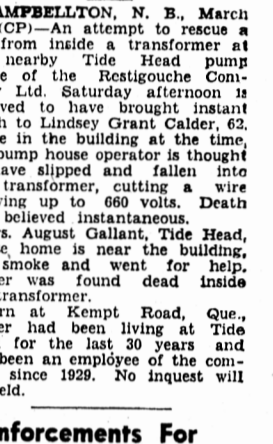 AMPBELLTON, N. B., March
(CP)—An attempt to rescue a
from inside a transformer at
nearby Tide Head pump
e of the Restigouche Com-
Ltd. Saturday afternoon is
ved to have brought instant
h to Lindsey Grant Calder, 62.
e in the building at the time,
pump house operator is thought
ave slipped and fallen into
transformer, cutting a wire
ing up to 660 volts. Death
believed instantaneous.
s. August Gallant, Tide Head,
e home is near the building,
smoke and went for help.
er was found dead inside
ransformer.
rn at Kempt Road, Que.,
er had been living at Tide
for the last 30 years and
been an employee of the com-
since 1929. No inquest will
eld.
nforcements For